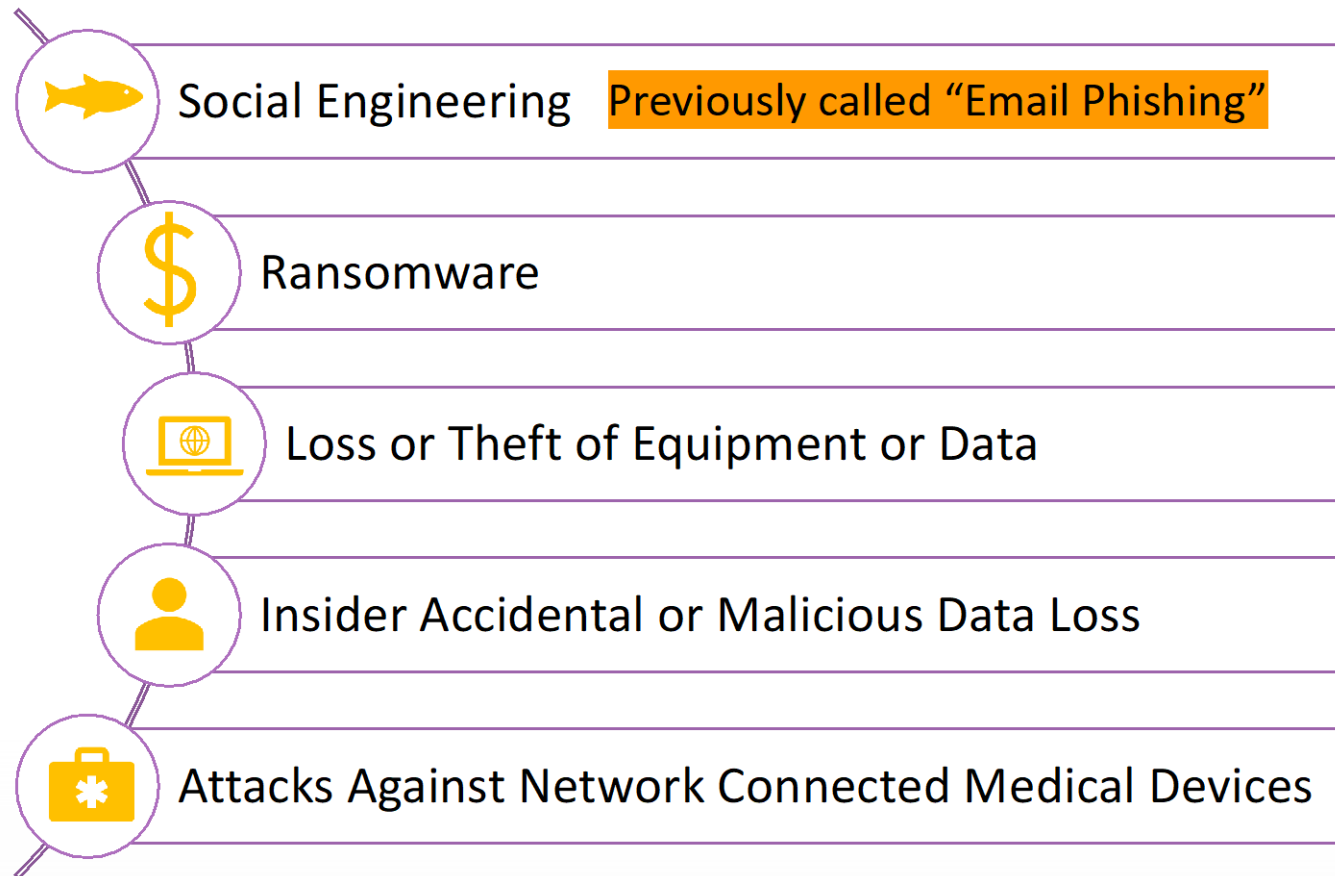 Social Engineering Previously called “Email Phishing”
Ransomware
Loss or Theft of Equipment or Data
Insider Accidental or Malicious Data Loss
Attacks Against Network Connected Medical Devices